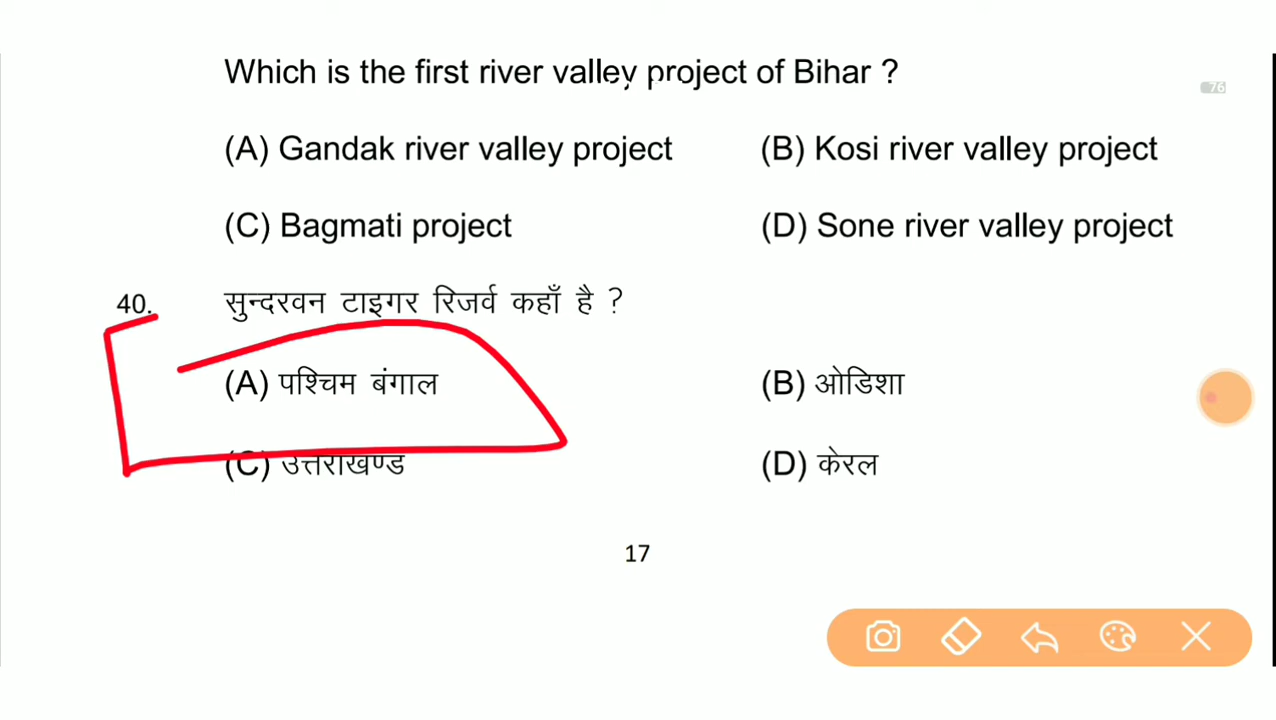 Which is the first river valley project of Bihar ?
76
(A) Gandak river valley project (B) Kosi river valley project
(C) Bagmati project (D) Sone river valley project
40. सुन्दरवन टाइगर रिजर्व कहाँ है ?
(A) पश्चिम बंगाल (B) ओडिशा
(C) उत्तराखण्ड (D) केरल
17